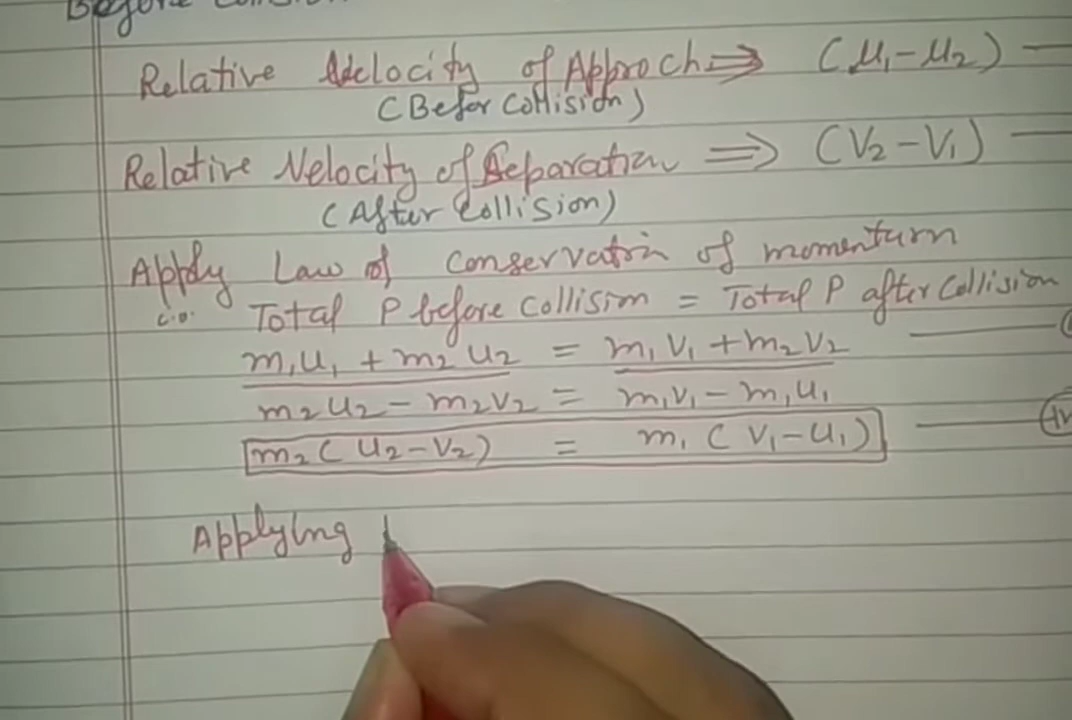 Before
Relative Velocity of Approch ⇒ (u₁-u₂) —
(Befor Collision)
Relative Velocity of Separation ⇒ (V₂-V₁) —
(After Collision)
Apply Law of Conservation of momentum
i.e. Total P before Collision = Total P after Collision
m₁u₁ + m₂u₂ = m₁v₁ + m₂v₂ —
m₂u₂ - m₂v₂ = m₁v₁ - m₁u₁
m₂(u₂-v₂) = m₁(v₁-u₁) —
Applying